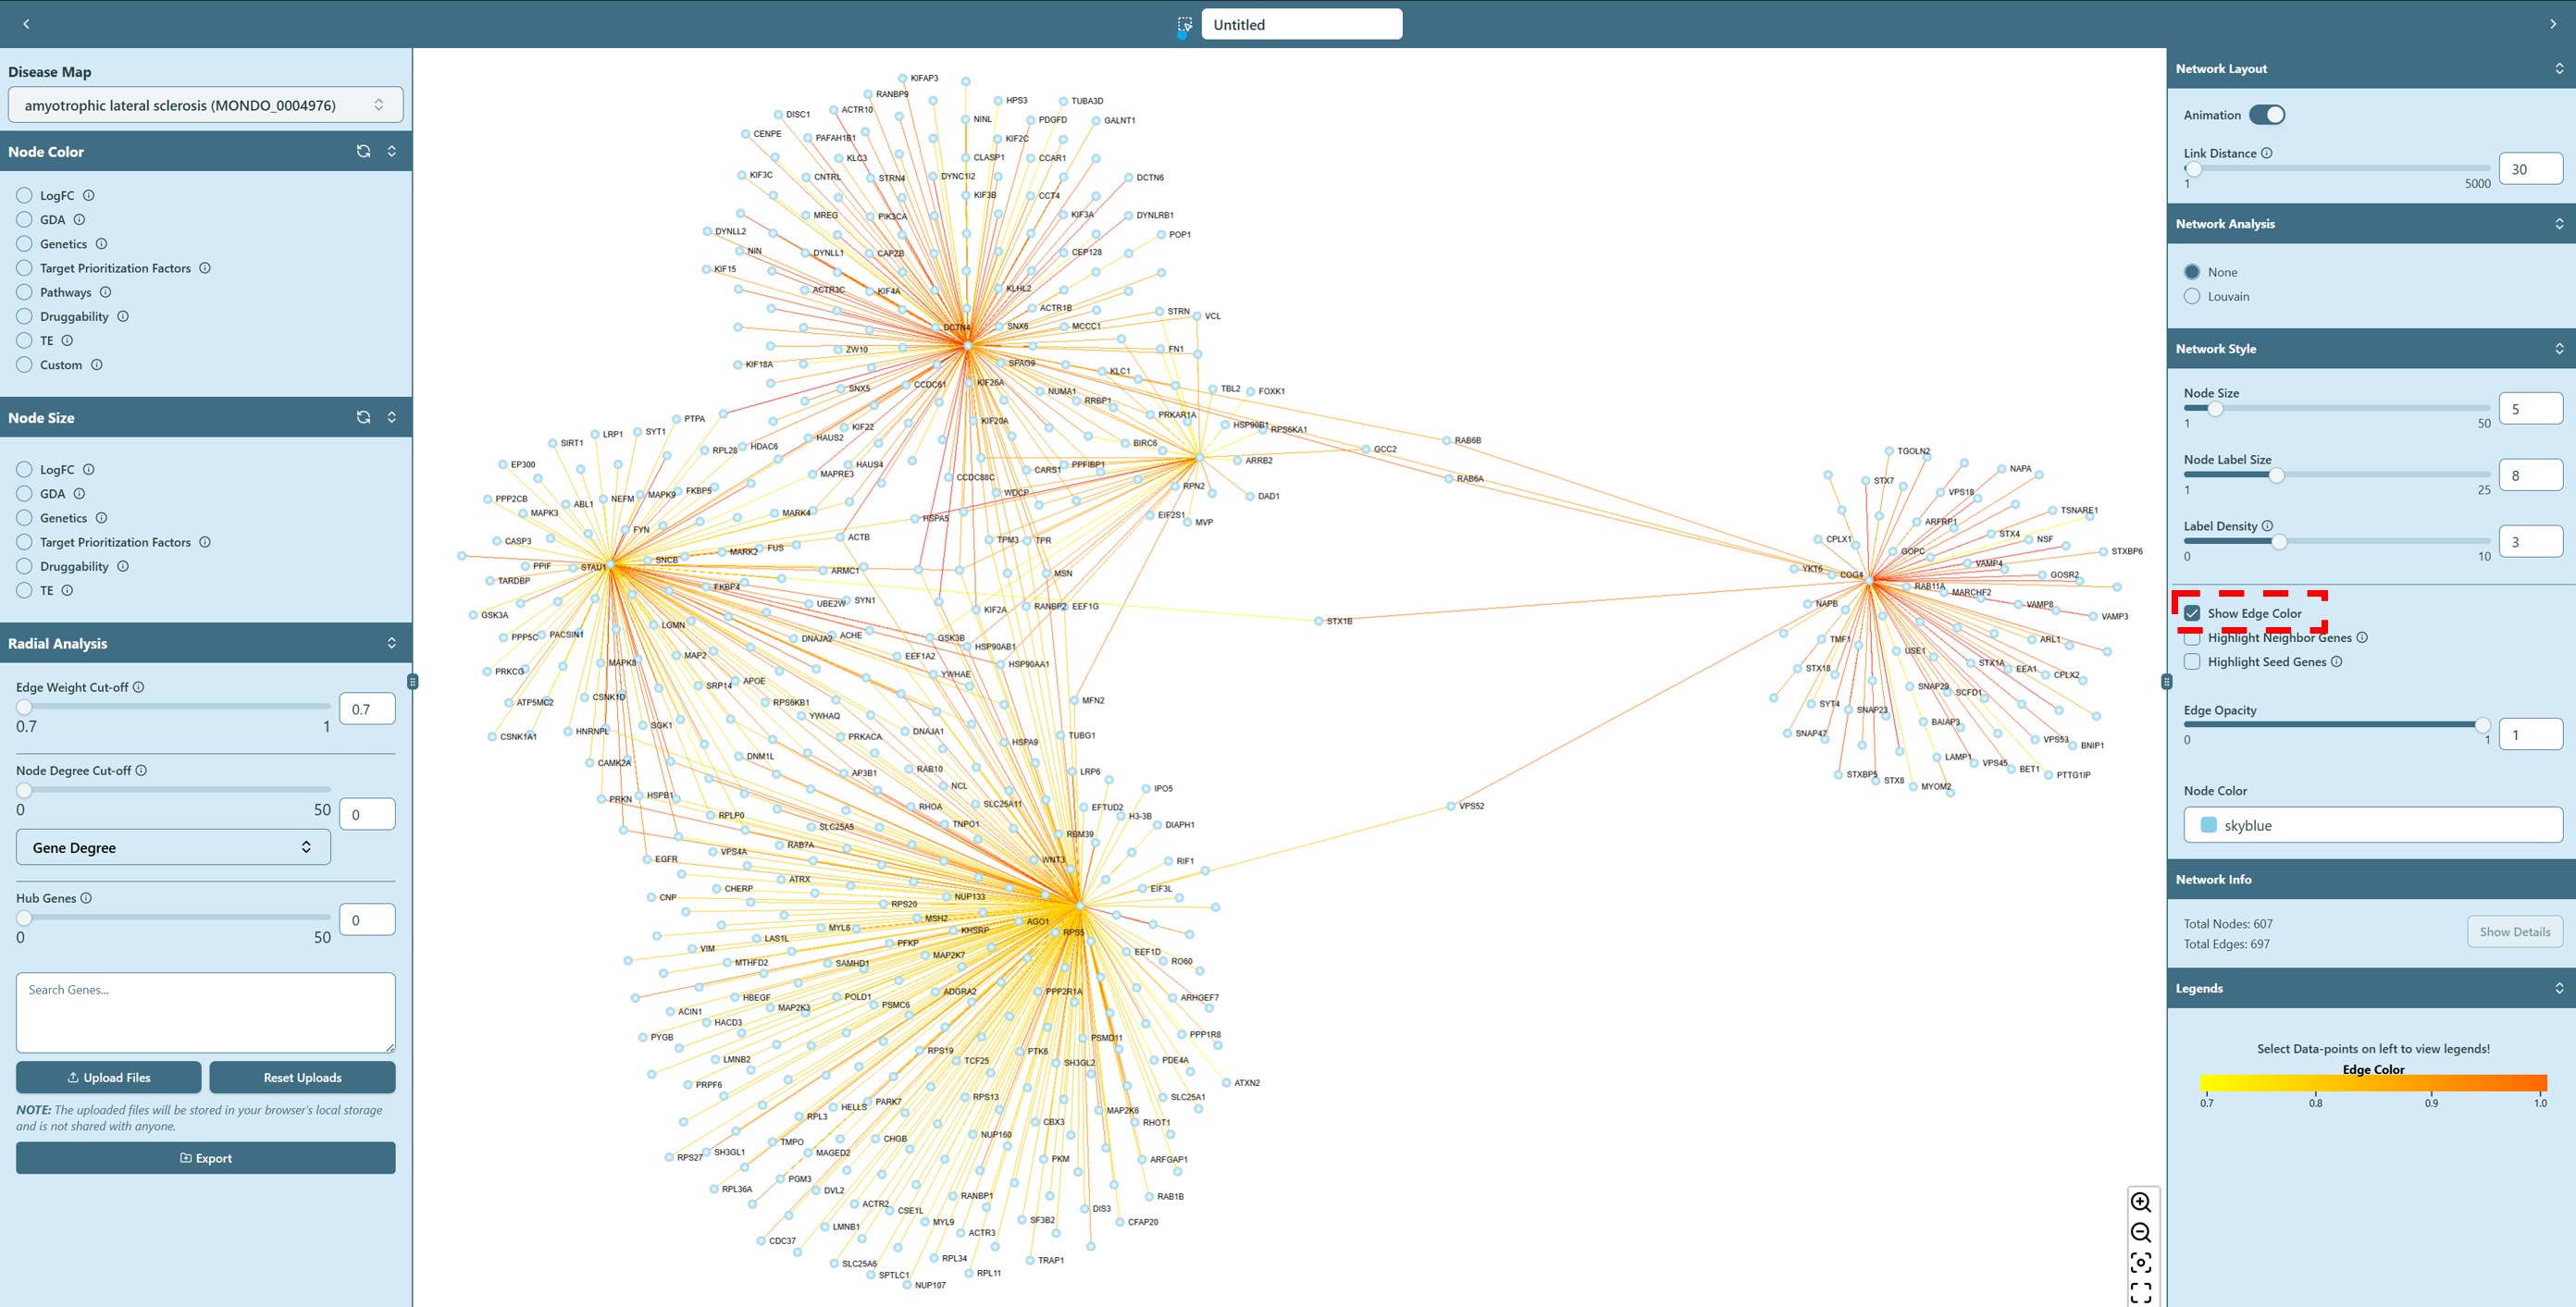 Untitled
Disease Map
amyotrophic lateral sclerosis (MONDO_0004976)
Node Color
LogFC
GDA
Genetics
Target Prioritization Factors
Pathways
Druggability
TE
Custom
Node Size
LogFC
GDA
Genetics
Target Prioritization Factors
Druggability
TE
Radial Analysis
Edge Weight Cut-off
0.7
0.7 1
Node Degree Cut-off
0 50
0
Gene Degree
Hub Genes
0
0 50
Search Genes...
Upload Files Reset Uploads
NOTE: The uploaded files will be stored in your browser's local storage
and is not shared with anyone.
Export
KIFAP3
RANBP9
HPS3 TUBA3D
DISC1 ACTR10
NINL PDGFD GALNT1
CENPE PAFAH1B1 KIF2C
KLC3 CLASP1 CCAR1
KIF3C CNTRL STRN4 DYNC1I2 DCTN6
KIF3B CCT4
MREG PIK3CA KIF3A DYNLRB1
DYNLL2 POP1
NIN DYNLL1 CAPZB CEP128
KIF15
ACTR3C KIF4A KLHL2
ACTR1B STRN VCL
DCTN4 SNX6 MCCC1
ZW10 FN1
KIF18A SPAG9 KLC1
SNX5 CCDC61 KIF26A NUMA1 TBL2 FOXK1
RRBP1
PTPA KIF20A PRKAR1A
LRP1 SYT1 KIF22 HSP90B1 RPS6KA1
SIRT1 HDAC6 HAUS2 BIRC6 RAB6B
RPL28 GCC2
EP300 HAUS4 CARS1 PPFIBP1 ARRB2
MAPRE3 CCDC88C RAB6A
PPP2CB NEFM MAPK9 FKBP5 WDCP RPN2 DAD1
MAPK3 ABL1 MARK4 HSPA5 EIF2S1 MVP
FYN
CASP3 MARK2 FUS ACTB TPM3 TPR
PPIF STAU1 SNCB ARMC1 MSN
TARDBP FKBP4
GSK3A UBE2W SYN1 KIF2A RANBP2 EEF1G
STX1B
PPP5C PACSIN1 LGMN DNAJA2 ACHE GSK3B HSP90AB1
MAPK8 MAP2 EEF1A2 HSP90AA1
PRKCG YWHAE
SRP14 APOE
ATP5MC2 CSNK1D RPS6KB1 MFN2
YWHAQ
CSNK1A1 HNRNPL SGK1 PRKACA DNAJA1 HSPA9 TUBG1
CAMK2A DNM1L AP3B1 RAB10 LRP6
NCL IPO5
PRKN HSPB1 RHOA SLC25A11 EFTUD2 VPS52
RPLP0 H3-3B
SLC25A5 TNPO1 RBM39 DIAPH1
EGFR VPS4A RAB7A WNT3 RIF1
CNP CHERP ATRX NUP133 EIF3L
RPS20
MSH2 AGO1
LAS1L MYL6 KHSRP RPS5
VIM PFKP
MTHFD2 SAMHD1 MAP2K7 EEF1D RO60
ACIN1 HBEGF POLD1 ADGRA2 PPP2R1A ARHGEF7
MAP2K3 PSMC6
PYGB HACD3 PSMD11 PPP1R8
LMNB2 RPS19 TCF25 PTK6 SH3GL2 PDE4A
PRPF6 ATXN2
HELLS PARK7 RPS13 MAP2K6 SLC25A1
RPL3 CBX3 RHOT1
TMPO CHGB NUP160
RPS27 SH3GL1 MAGED2 PKM ARFGAP1
RPL36A PGM3 DVL2 RANBP1 RAB1B
ACTR2 CSE1L DIS3
LMNB1 MYL9 SF3B2 CFAP20
CDC37 ACTR3
SLC25A6 RPL34 TRAP1
SPTLC1 RPL11
NUP107
TGOLN2
STX7 NAPA
VPS18
ARFRP1 TSNARE1
CPLX1 STX4 NSF
GOPC STXBP6
YKT6 COG4 VAMP4 GOSR2
RAB11A MARCHF2
NAPB VAMP8 VAMP3
TMF1 USE1 ARL1
STX18 STX1A EEA1 CPLX2
SNAP29 SCFD1
SYT4 SNAP23
SNAP47 BAIAP3 VPS53 BNIP1
LAMP1 VPS45 BET1
STXBP5 STX8 MYOM2 PTTG1IP
Network Layout
Animation
Link Distance
30
1 5000
Network Analysis
None
Louvain
Network Style
Node Size
5
1 50
Node Label Size
8
1 25
Label Density
3
0 10
Show Edge Color
Highlight Neighbor Genes
Highlight Seed Genes
Edge Opacity
1
0 1
Node Color
skyblue
Network Info
Total Nodes: 607
Total Edges: 697
Show Details
Legends
Select Data-points on left to view legends!
Edge Color
0.7 0.8 0.9 1.0